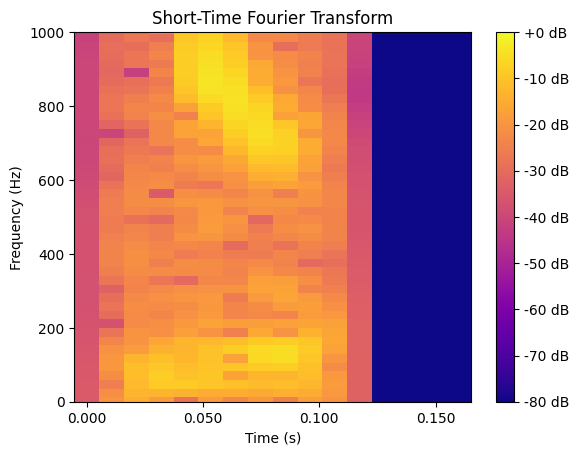 Short-Time Fourier Transform
Frequency (Hz)
1000
800
600
400
200
0
0.000
0.050
0.100
0.150
Time (s)
+0 dB
-10 dB
-20 dB
-30 dB
-40 dB
-50 dB
-60 dB
-70 dB
-80 dB